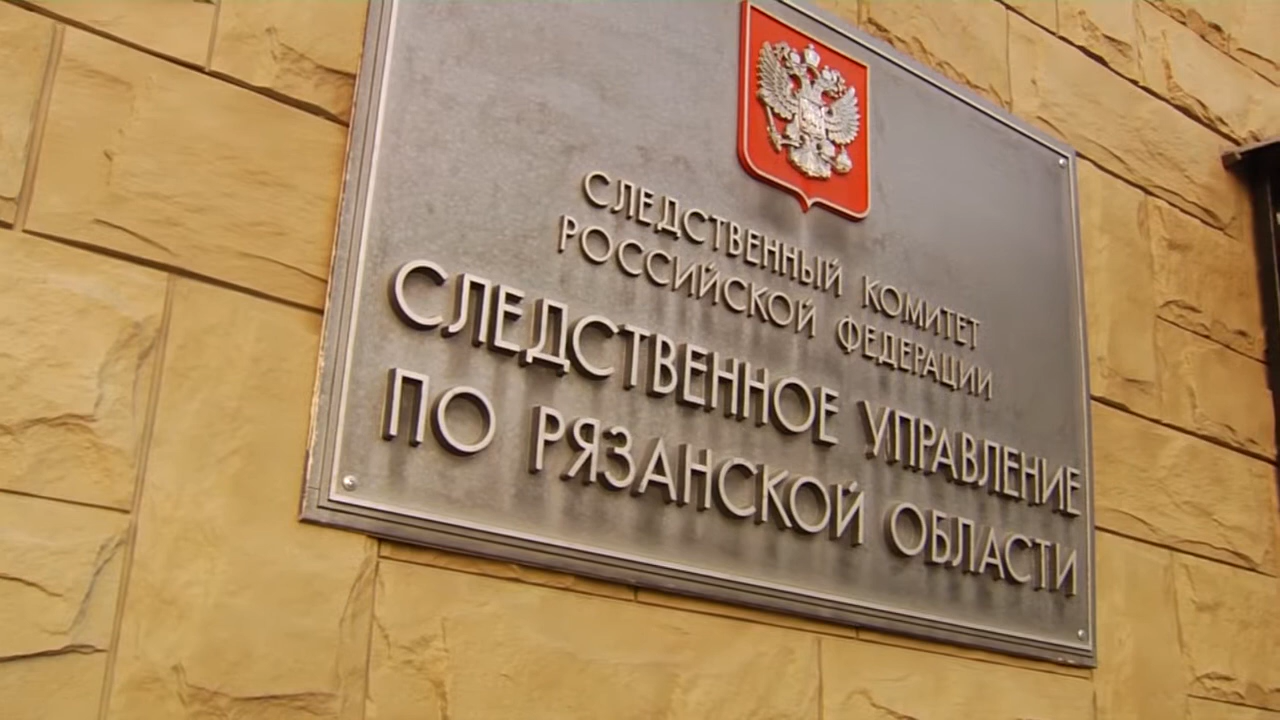 СЛЕДСТВЕННЫЙ КОМИТЕТ
РОССИЙСКОЙ ФЕДЕРАЦИИ
СЛЕДСТВЕННОЕ УПРАВЛЕНИЕ
ПО РЯЗАНСКОЙ ОБЛАСТИ